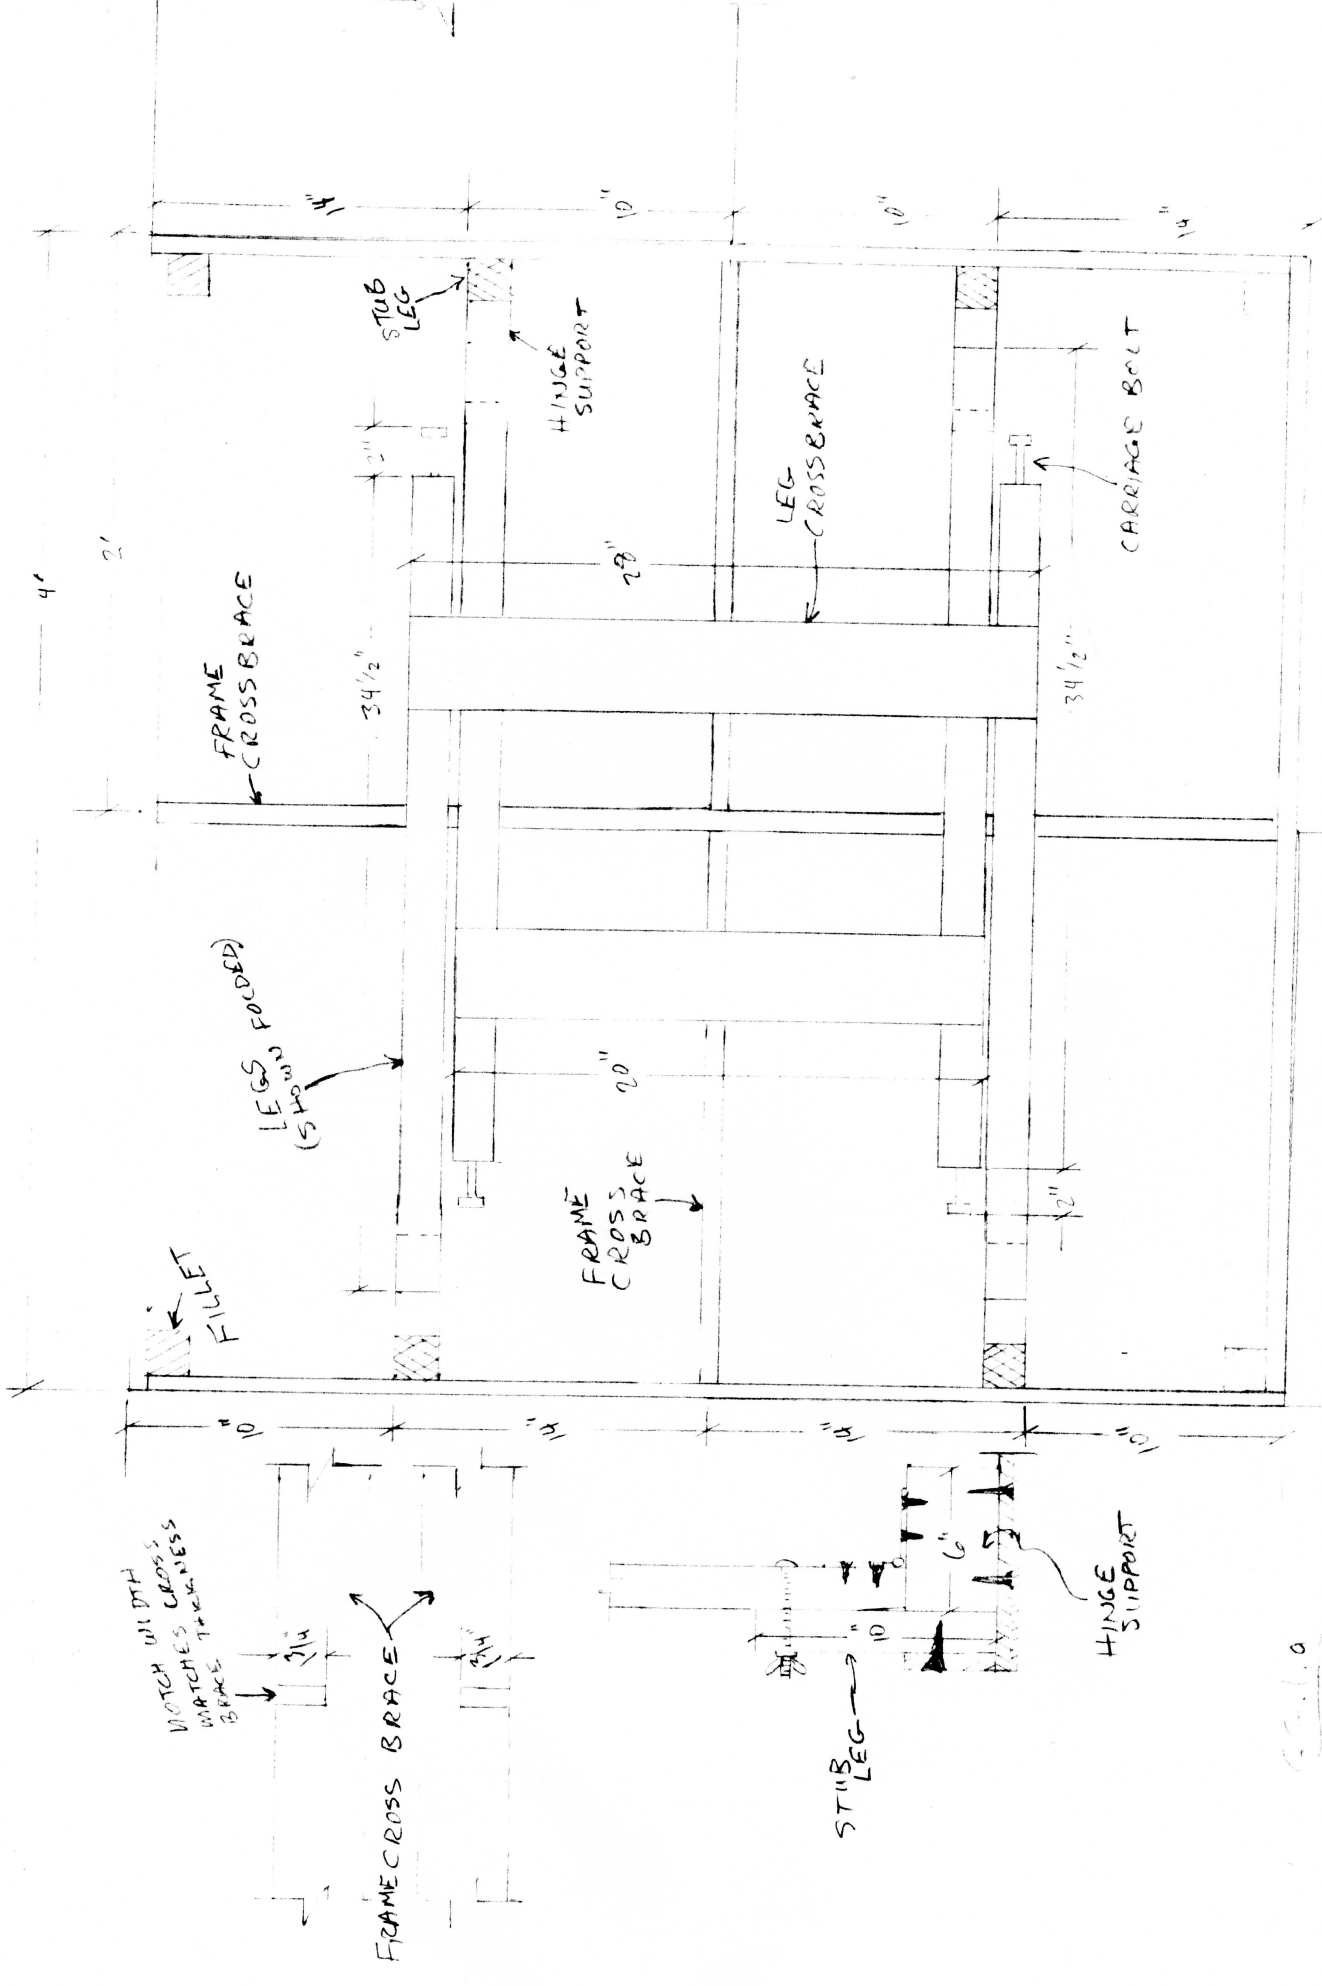 4'
2'
14"
10"
10"
14"
STUB
LEG
HINGE
SUPPORT
2"
FRAME
CROSSBRACE
34 1/2"
28"
LEG
CROSSBRACE
34 1/2"
CARRIAGE BOLT
LEGS
(SHOWN FOLDED)
20"
FRAME
CROSS
BRACE
2"
FILLET
10"
14"
14"
10"
NOTCH WIDTH
MATCHES CROSS
BRACE THICKNESS
3/4"
3/4"
FRAME CROSS BRACE
6"
10"
HINGE
SUPPORT
STUB
LEG